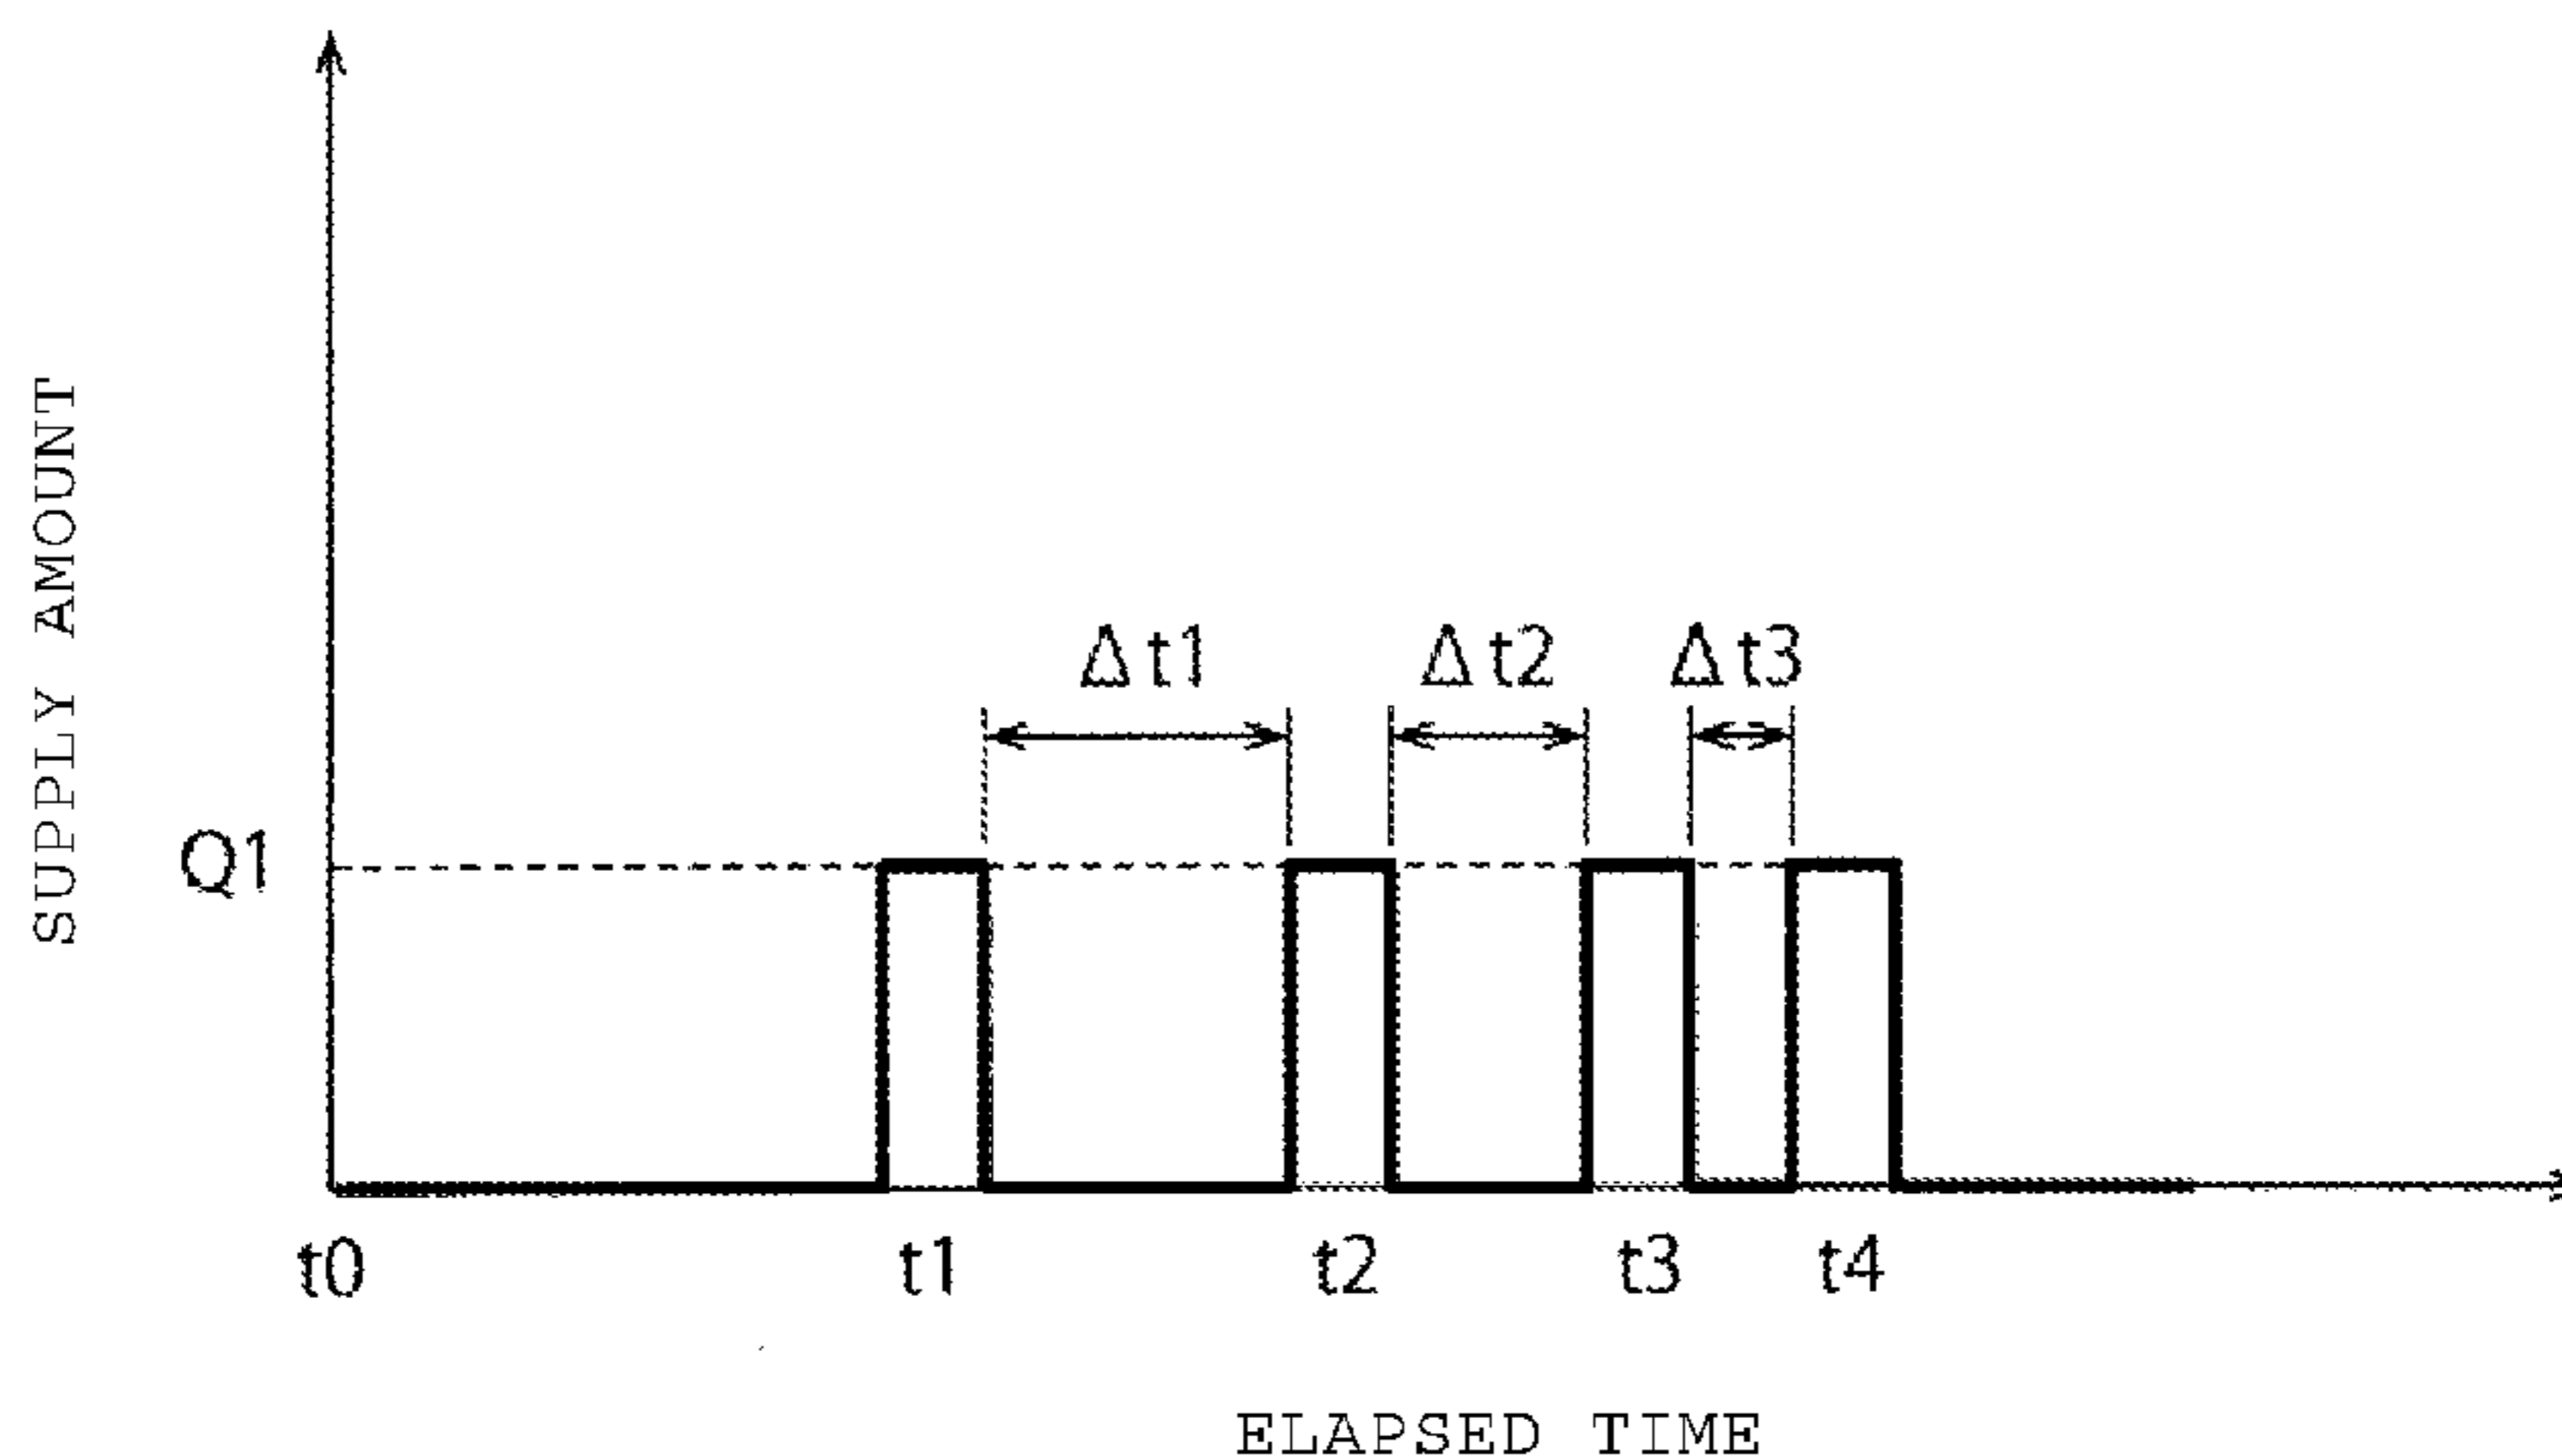 SUPPLY AMOUNT
Δt1 Δt2 Δt3
Q1
t0 t1 t2 t3 t4
ELAPSED TIME